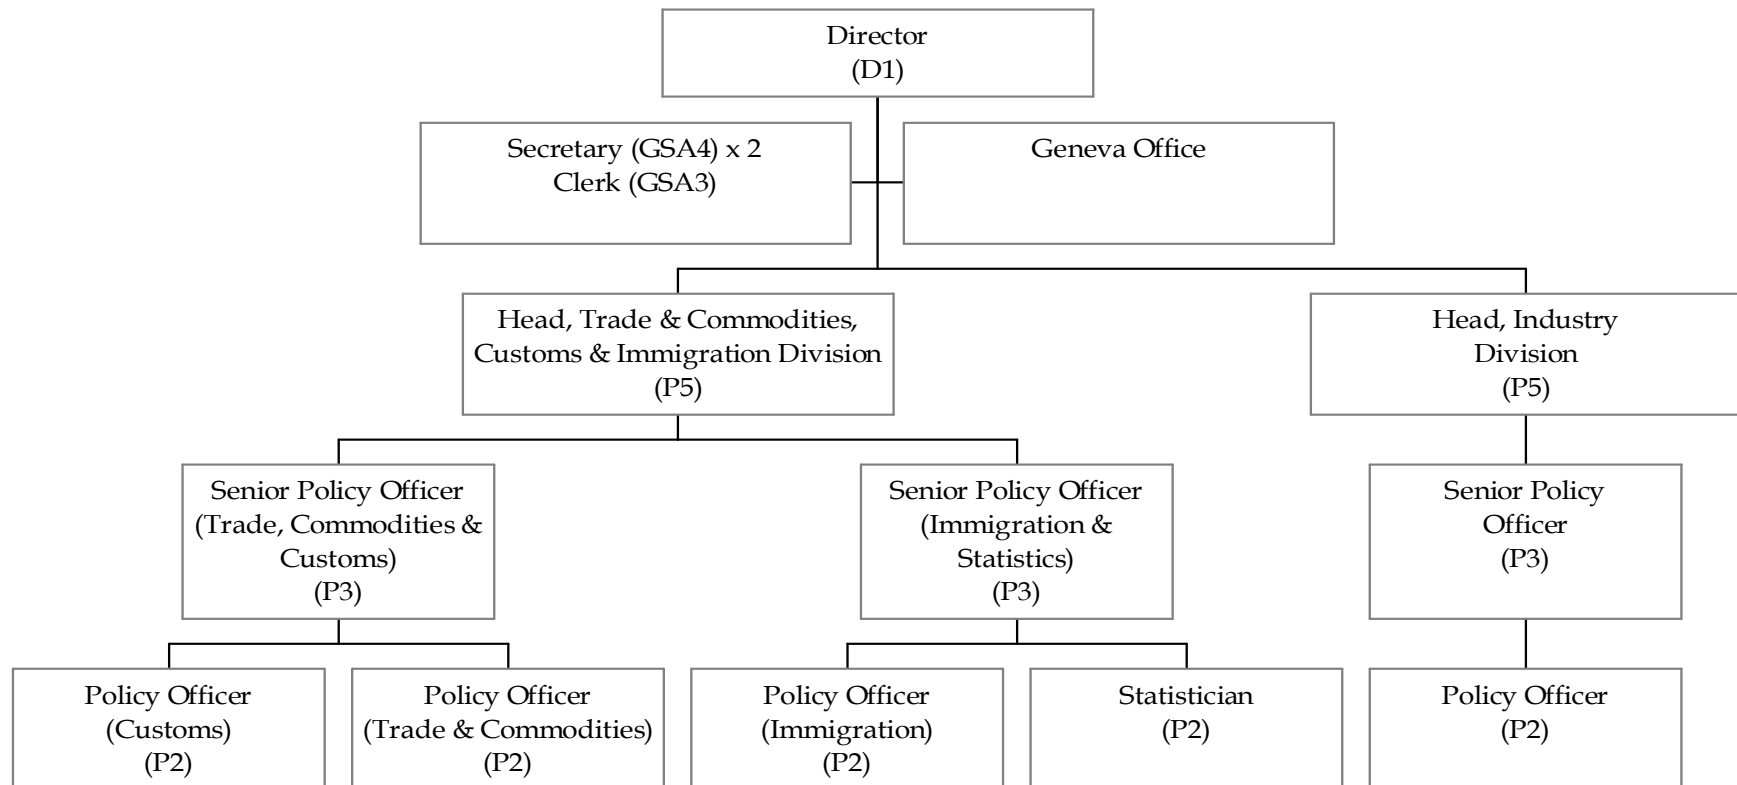 Director
(D1)
Secretary (GSA4) x 2
Clerk (GSA3)
Geneva Office
Head, Trade & Commodities,
Customs & Immigration Division
(P5)
Head, Industry
Division
(P5)
Senior Policy Officer
(Trade, Commodities &
Customs)
(P3)
Senior Policy Officer
(Immigration &
Statistics)
(P3)
Senior Policy
Officer
(P3)
Policy Officer
(Customs)
(P2)
Policy Officer
(Trade & Commodities)
(P2)
Policy Officer
(Immigration)
(P2)
Statistician
(P2)
Policy Officer
(P2)